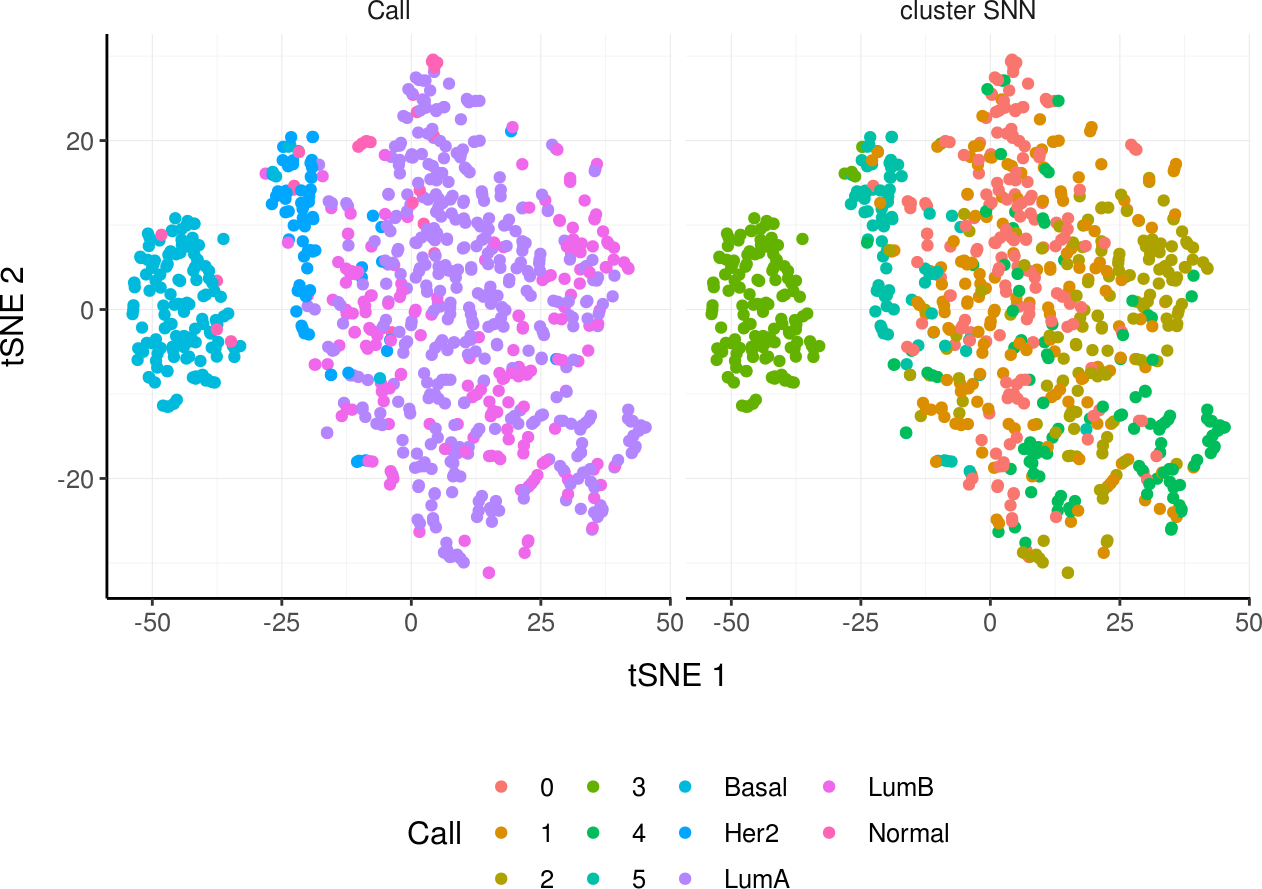 Call cluster SNN
tSNE 2
20
0
-20
-50 -25 0 25 50 -50 -25 0 25 50
tSNE 1
Call
0 3 Basal LumB
1 4 Her2 Normal
2 5 LumA